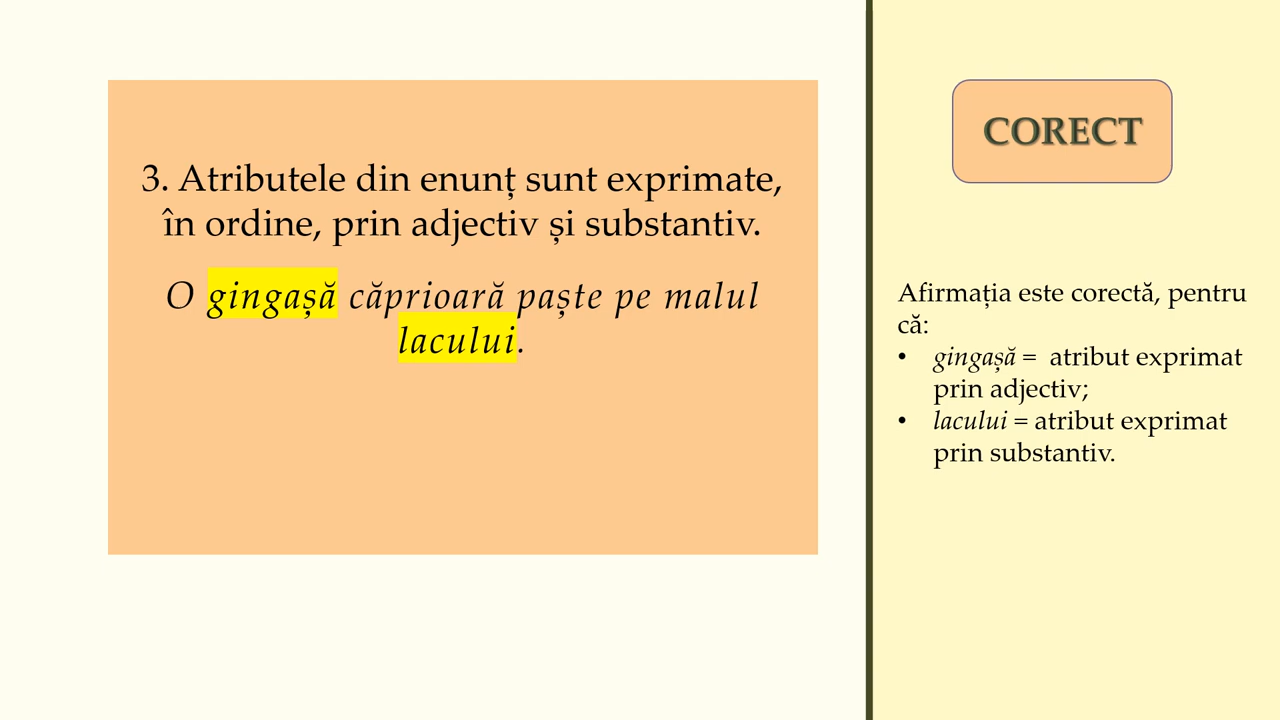 3. Atributele din enunț sunt exprimate,
în ordine, prin adjectiv și substantiv.
O gingașă căprioară paște pe malul
lacului.
CORECT
Afirmația este corectă, pentru
că:
• gingașă = atribut exprimat
prin adjectiv;
• lacului = atribut exprimat
prin substantiv.